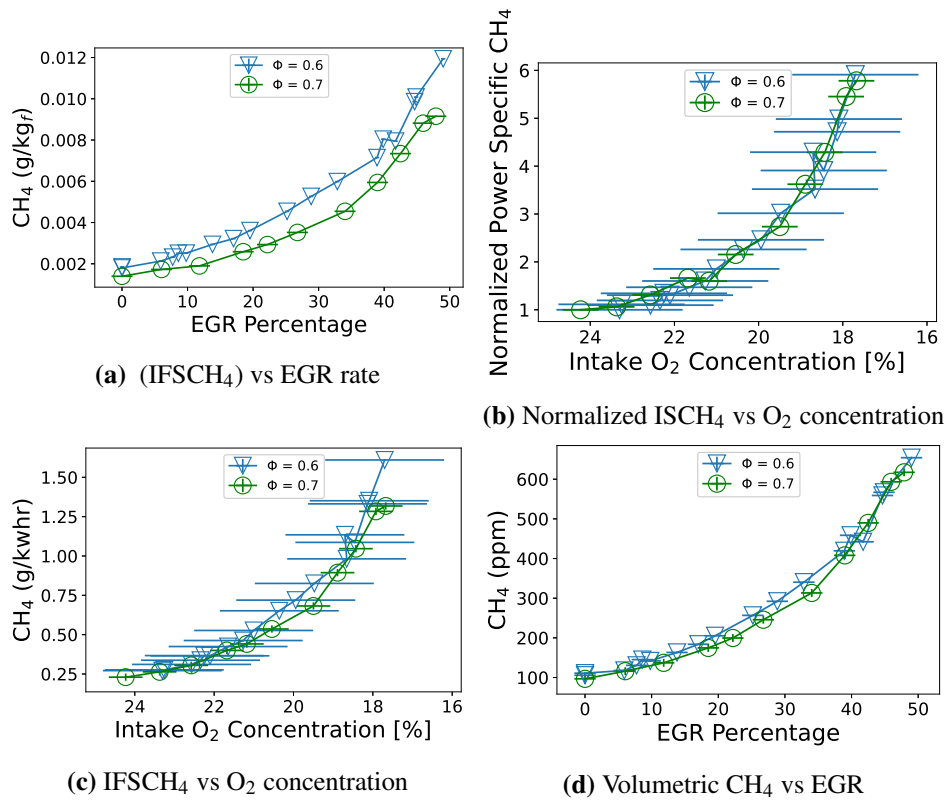 0.012
0.010
0.008
0.006
0.004
0.002
CH₄ (g/kg_f)
Φ = 0.6
Φ = 0.7
0 10 20 30 40 50
EGR Percentage
(a) (IFSCH₄) vs EGR rate
6
5
4
3
2
1
Normalized Power Specific CH₄
Φ = 0.6
Φ = 0.7
24 22 20 18 16
Intake O₂ Concentration [%]
(b) Normalized ISCH₄ vs O₂ concentration
1.50
1.25
1.00
0.75
0.50
0.25
CH₄ (g/kwhr)
Φ = 0.6
Φ = 0.7
24 22 20 18 16
Intake O₂ Concentration [%]
(c) IFSCH₄ vs O₂ concentration
600
500
400
300
200
100
CH₄ (ppm)
Φ = 0.6
Φ = 0.7
0 10 20 30 40 50
EGR Percentage
(d) Volumetric CH₄ vs EGR